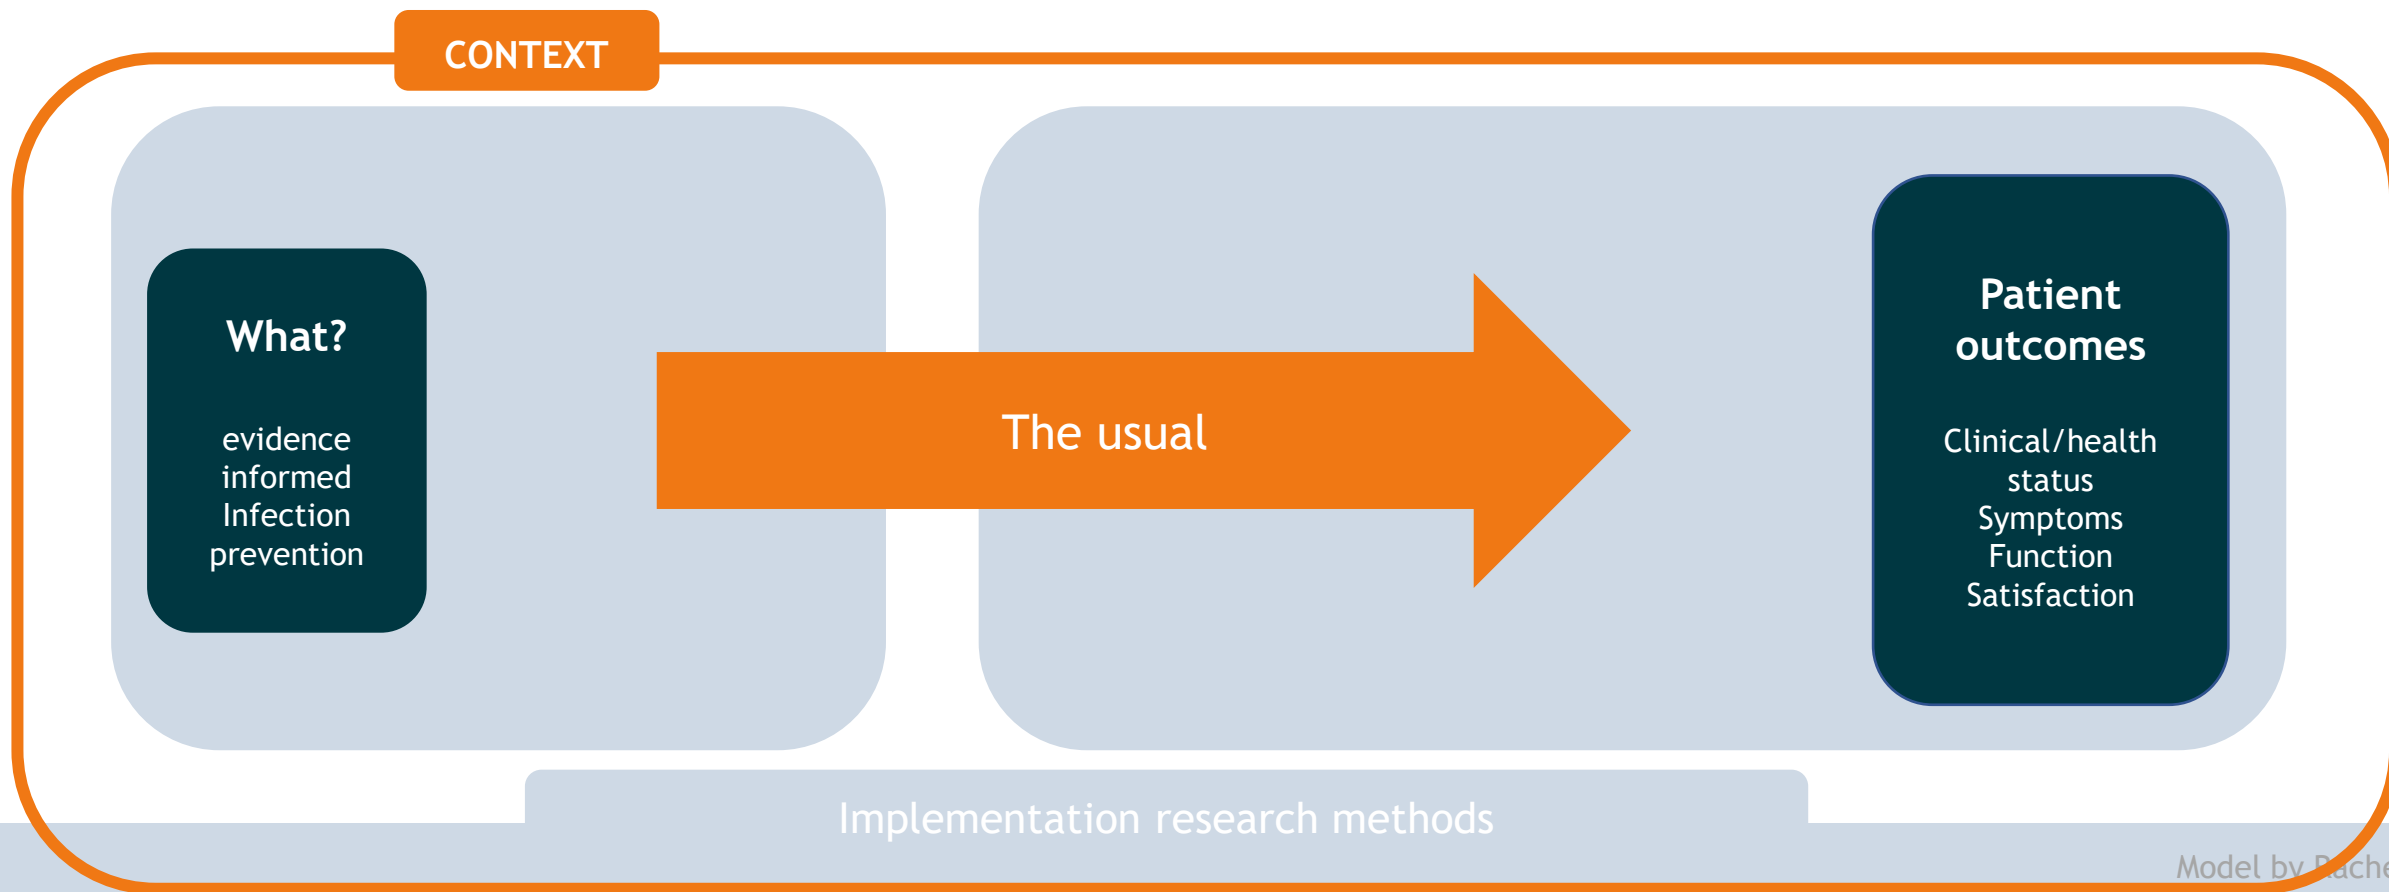 CONTEXT
What?
evidence
informed
Infection
prevention
The usual
Patient
outcomes
Clinical/health
status
Symptoms
Function
Satisfaction
Implementation research methods
Model by